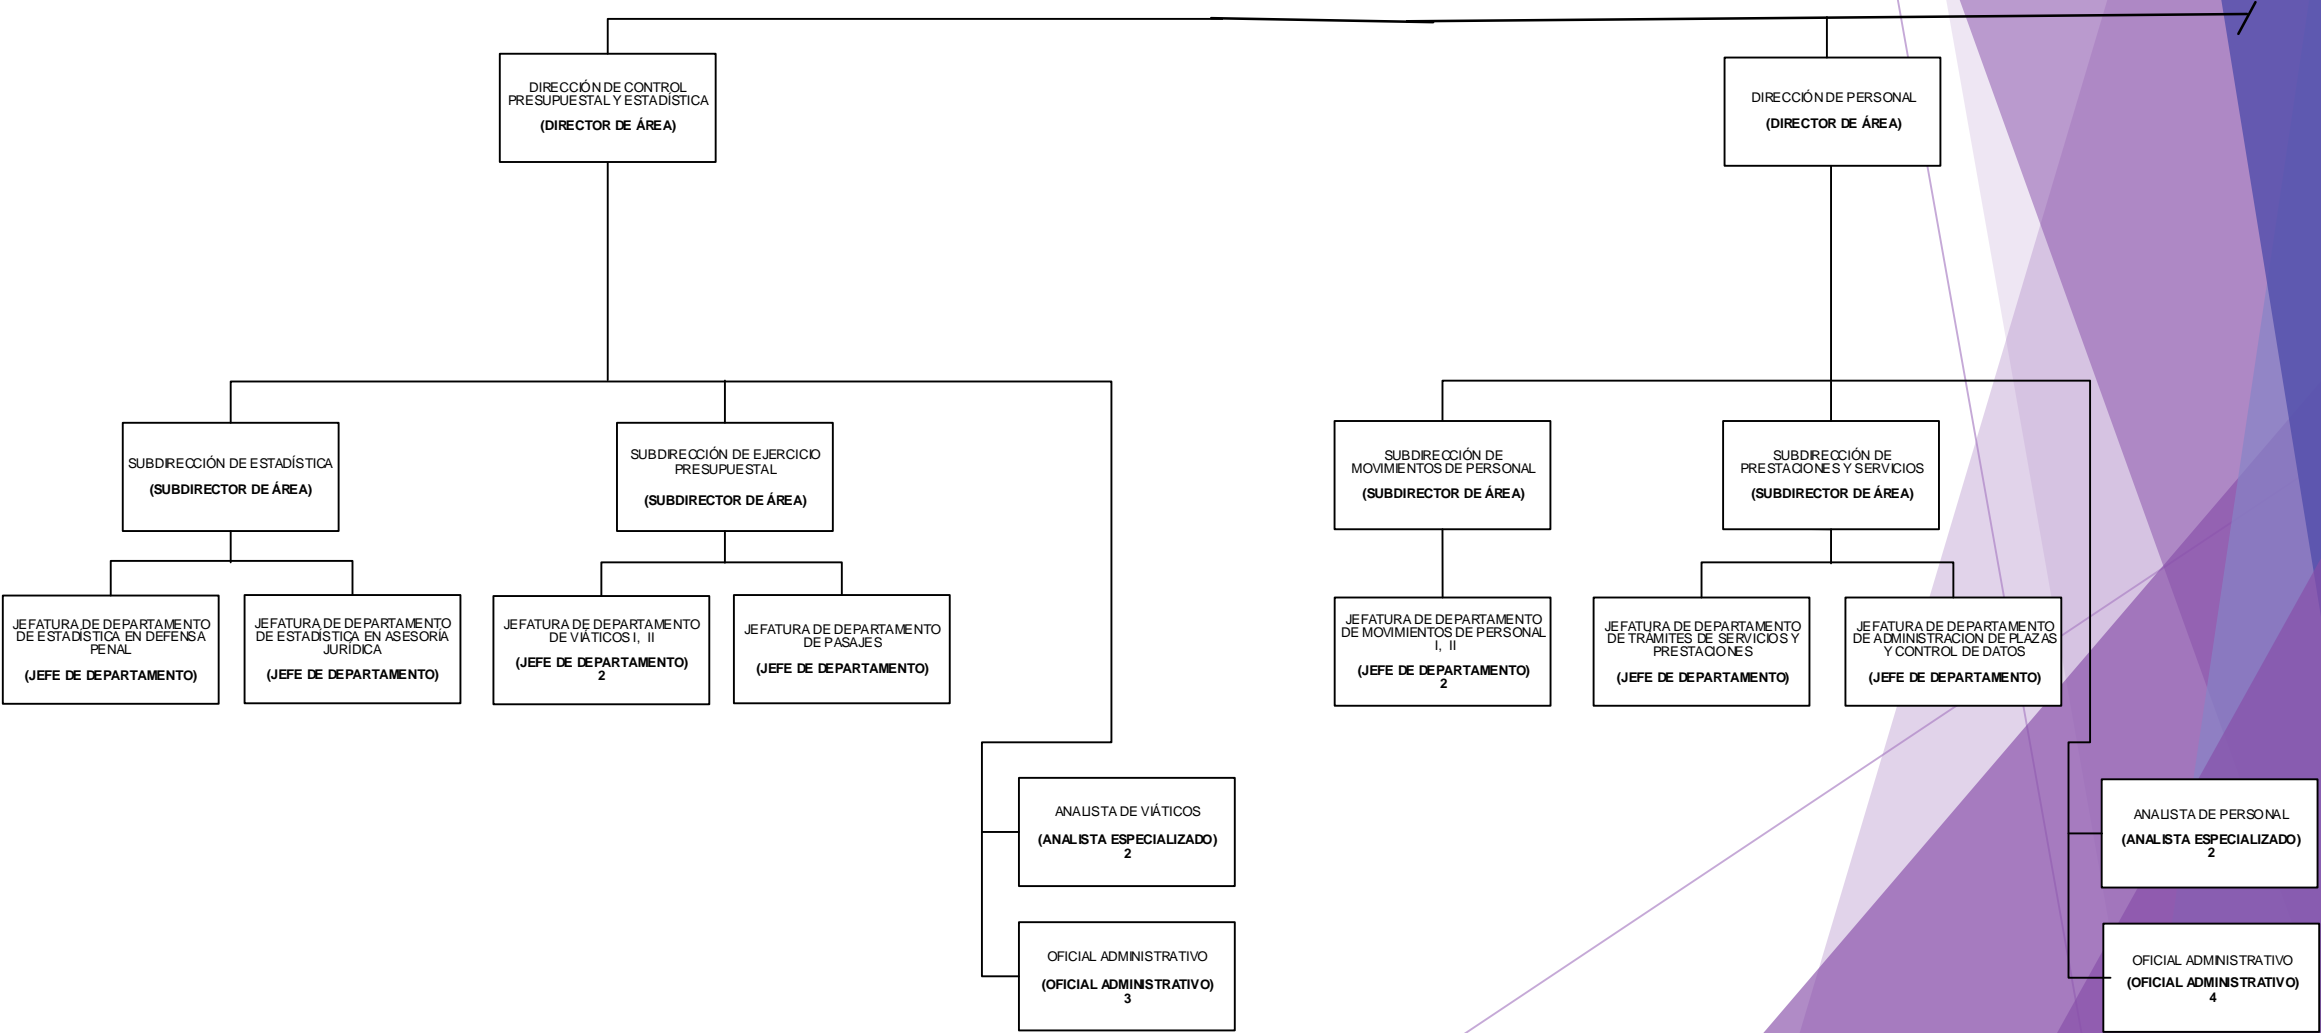 DIRECCIÓN DE CONTROL
PRESUPUESTAL Y ESTADÍSTICA
(DIRECTOR DE ÁREA)
DIRECCIÓN DE PERSONAL
(DIRECTOR DE ÁREA)
SUBDIRECCIÓN DE ESTADÍSTICA
(SUBDIRECTOR DE ÁREA)
SUBDIRECCIÓN DE EJERCICIO
PRESUPUESTAL
(SUBDIRECTOR DE ÁREA)
SUBDIRECCIÓN DE
MOVIMIENTOS DE PERSONAL
(SUBDIRECTOR DE ÁREA)
SUBDIRECCIÓN DE
PRESTACIONES Y SERVICIOS
(SUBDIRECTOR DE ÁREA)
JEFATURA DE DEPARTAMENTO
DE ESTADÍSTICA EN DEFENSA
PENAL
(JEFE DE DEPARTAMENTO)
JEFATURA DE DEPARTAMENTO
DE ESTADÍSTICA EN ASESORÍA
JURÍDICA
(JEFE DE DEPARTAMENTO)
JEFATURA DE DEPARTAMENTO
DE VIÁTICOS I, II
(JEFE DE DEPARTAMENTO)
2
JEFATURA DE DEPARTAMENTO
DE PASAJES
(JEFE DE DEPARTAMENTO)
JEFATURA DE DEPARTAMENTO
DE MOVIMIENTOS DE PERSONAL
I, II
(JEFE DE DEPARTAMENTO)
2
JEFATURA DE DEPARTAMENTO
DE TRÁMITES DE SERVICIOS Y
PRESTACIONES
(JEFE DE DEPARTAMENTO)
JEFATURA DE DEPARTAMENTO
DE ADMINISTRACION DE PLAZAS
Y CONTROL DE DATOS
(JEFE DE DEPARTAMENTO)
ANALISTA DE VIÁTICOS
(ANALISTA ESPECIALIZADO)
2
ANALISTA DE PERSONAL
(ANALISTA ESPECIALIZADO)
2
OFICIAL ADMINISTRATIVO
(OFICIAL ADMINISTRATIVO)
3
OFICIAL ADMINISTRATIVO
(OFICIAL ADMINISTRATIVO)
4